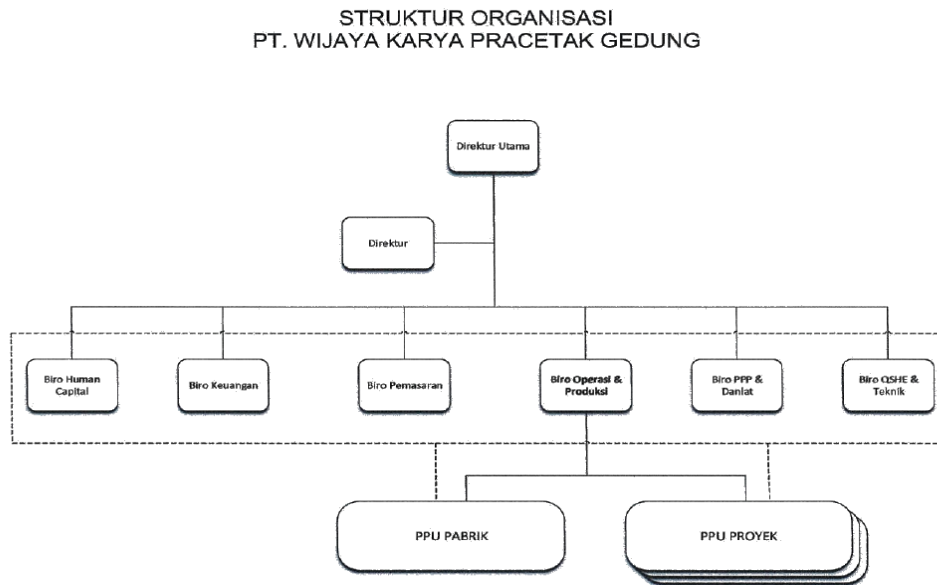 STRUKTUR ORGANISASI
PT. WIJAYA KARYA PRACETAK GEDUNG
Direktur Utama
Direktur
Biro Human
Capital
Biro Keuangan
Biro Pemasaran
Biro Operasi &
Produksi
Biro PPP &
Danlat
Biro QSHE &
Teknik
PPU PABRIK
PPU PROYEK